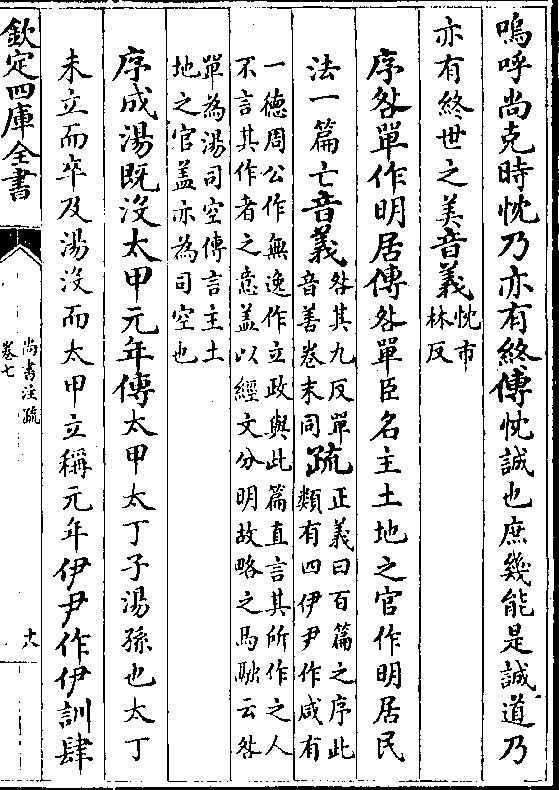 嗚呼尚克時忱乃亦有終傳忱誠也庶幾能是誠道乃
亦有終世之美音義忱市
林反
序咎單作明居傳咎單臣名主土地之官作明居民
法一篇亡音義咎其九反單
音善卷末同疏正義曰百篇之序此
類有四伊尹作咸有
一德周公作無逸作立政與此篇直言其所作之人
不言其作者之意蓋以經文分明故略之馬融云咎
單為湯司空傳言主土
地之官蓋亦為司空也
序成湯既沒太甲元年傳太甲太丁子湯孫也太丁
未立而卒及湯沒而太甲立稱元年伊尹作伊訓肆
欽定四庫全書
尚書注疏
卷七
十八